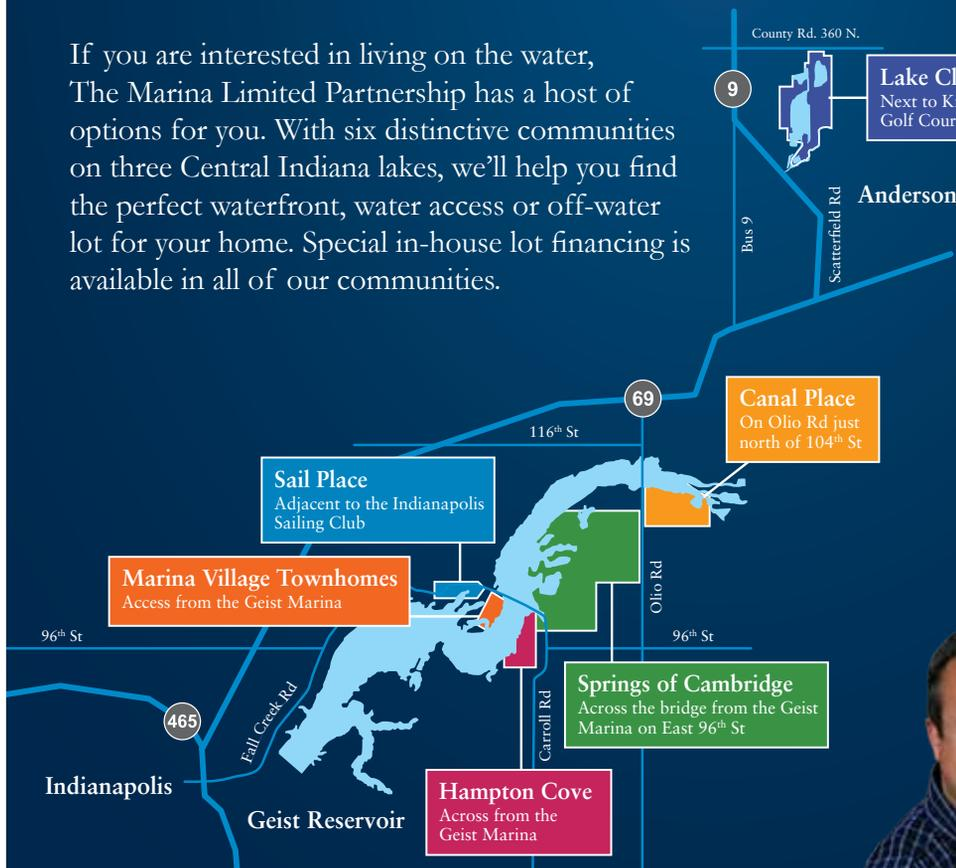 If you are interested in living on the water,
The Marina Limited Partnership has a host of
options for you. With six distinctive communities
on three Central Indiana lakes, we'll help you find
the perfect waterfront, water access or off-water
lot for your home. Special in-house lot financing is
available in all of our communities.
County Rd. 360 N.
9
Next to
Anderson
Bus 9
Scatterfield Rd
69
116th St
Canal Place
On Olio Rd just
north of 104th St
Sail Place
Adjacent to the Indianapolis
Sailing Club
Marina Village Townhomes
Access from the Geist Marina
Olio Rd
96th St
96th St
Springs of Cambridge
Across the bridge from the Geist
Marina on East 96th St
465
Fall Creek Rd
Carroll Rd
Indianapolis
Geist Reservoir
Hampton Cove
Across from the
Geist Marina
Lake
Golf